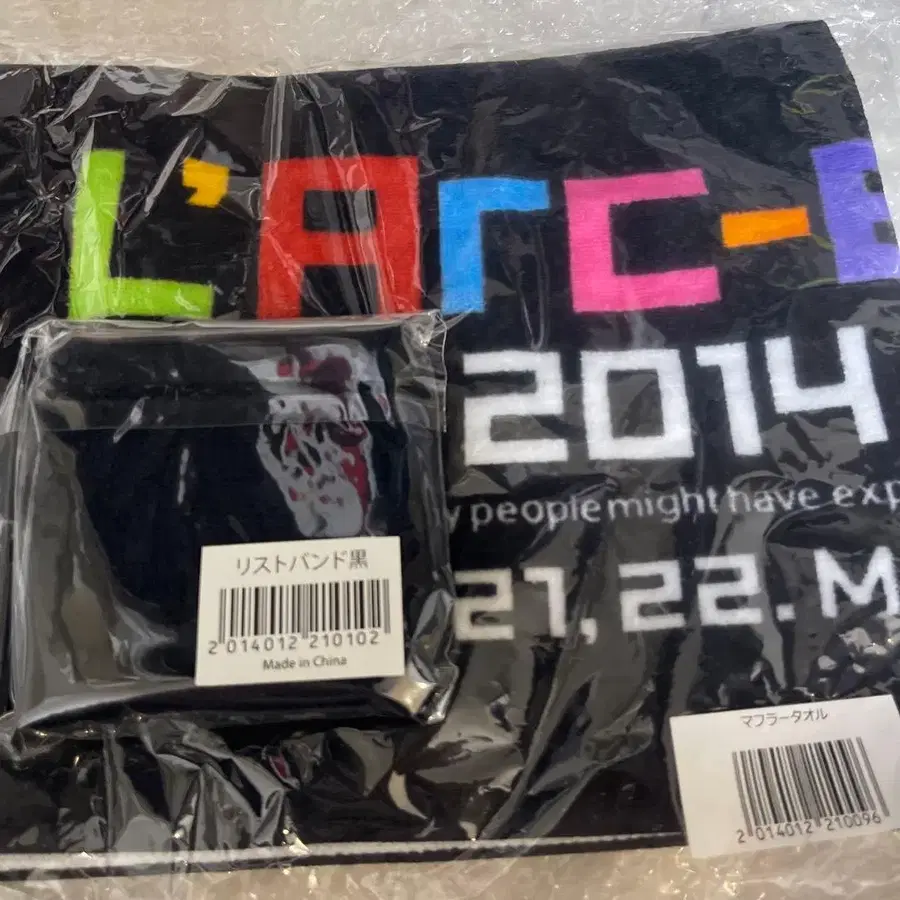 L'Arc-E
2014
y people might have exp
21, 22. M
リストバンド黒
2 014012 210102
Made in China
マフラータオル
2 014012 210096